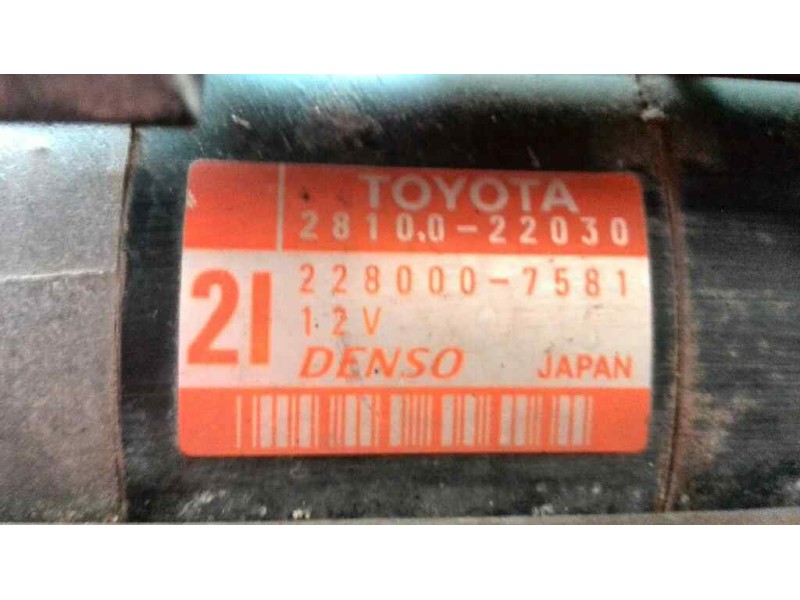 TOYOTA
28100-22030
21 228000-7581
12V
DENSO JAPAN